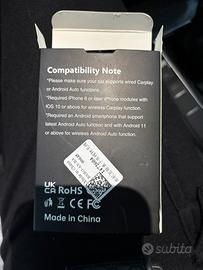 Compatibility Note
*Please make sure your car supports wired Carplay
or Android Auto functions.
*Required iPhone 6 or later iPhone modules with
iOS 10 or above for wireless Carplay Function.
*Required an Android smartphone that support
latest Android Auto function and with Android 11
or above for wireless Android Auto function.
UK
CA RoHS
FC CE
Made in China
subito